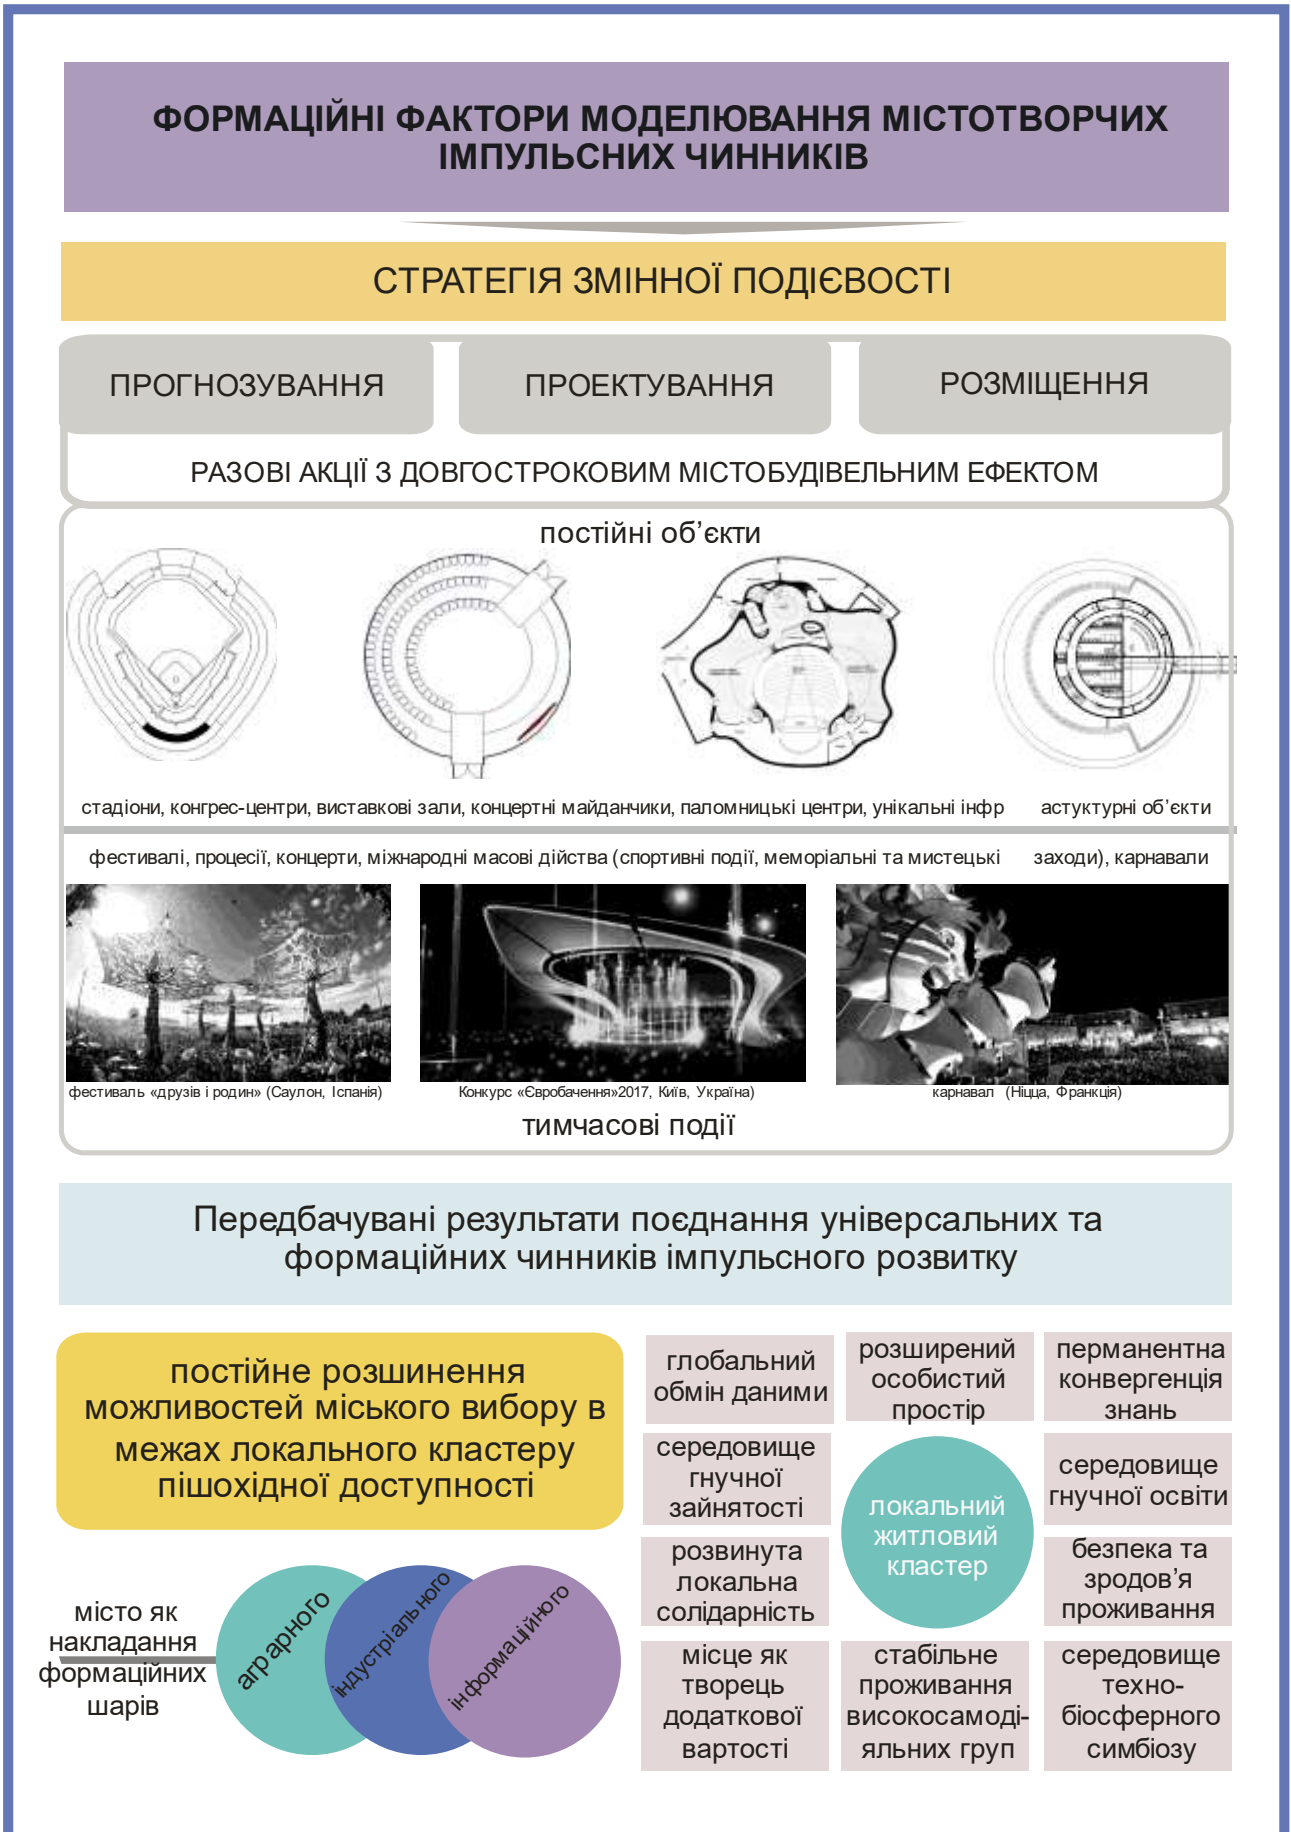 ФОРМАЦІЙНІ ФАКТОРИ МОДЕЛЮВАННЯ МІСТОТВОРЧИХ
ІМПУЛЬСНИХ ЧИННИКІВ
СТРАТЕГІЯ ЗМІННОЇ ПОДІЄВОСТІ
ПРОГНОЗУВАННЯ
ПРОЕКТУВАННЯ
РОЗМІЩЕННЯ
РАЗОВІ АКЦІЇ З ДОВГОСТРОКОВИМ МІСТОБУДІВЕЛЬНИМ ЕФЕКТОМ
постійні об’єкти
стадіони, конгрес-центри, виставкові зали, концертні майданчики, паломницькі центри, унікальні інфр астуктурні об’єкти
фестивалі, процесії, концерти, міжнародні масові дійства (спортивні події, меморіальні та мистецькі заходи), карнавали
фестиваль «друзів і родин» (Саулон, Іспанія)
Конкурс «Євробачення»2017, Київ, Україна)
карнавал (Ніцца, Франкція)
тимчасові події
Передбачувані результати поєднання універсальних та
формаційних чинників імпульсного розвитку
постійне розшинення
можливостей міського вибору в
межах локального кластеру
пішохідної доступності
місто як
накладання
формаційних
шарів
аграрного
індустріального
інформаційного
глобальний
обмін даними
розширений
особистий
простір
перманентна
конвергенція
знань
середовище
гнучної
зайнятості
локальний
житловий
кластер
середовище
гнучної освіти
розвинута
локальна
солідарність
безпека та
зродов’я
проживання
місце як
творець
додаткової
вартості
стабільне
проживання
високосамоді-
яльних груп
середовище
техно-
біосферного
симбіозу